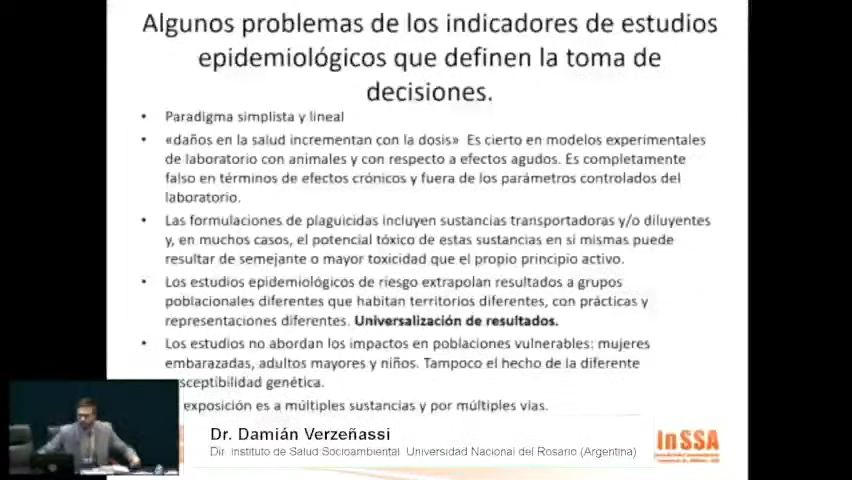 Algunos problemas de los indicadores de estudios
epidemiológicos que definen la toma de
decisiones.
• Paradigma simplista y lineal
• «daños en la salud incrementan con la dosis» Es cierto en modelos experimentales
de laboratorio con animales y con respecto a efectos agudos. Es completamente
falso en términos de efectos crónicos y fuera de los parámetros controlados del
laboratorio.
• Las formulaciones de plaguicidas incluyen sustancias transportadoras y/o diluyentes
y, en muchos casos, el potencial tóxico de estas sustancias en sí mismas puede
resultar de semejante o mayor toxicidad que el propio principio activo.
• Los estudios epidemiológicos de riesgo extrapolan resultados a grupos
poblacionales diferentes que habitan territorios diferentes, con prácticas y
representaciones diferentes. Universalización de resultados.
• Los estudios no abordan los impactos en poblaciones vulnerables: mujeres
embarazadas, adultos mayores y niños. Tampoco el hecho de la diferente
sceptibilidad genética.
exposición es a múltiples sustancias y por múltiples vías.
Dr. Damián Verzeñassi
Dir. Instituto de Salud Socioambiental. Universidad Nacional del Rosario (Argentina)
InSSA